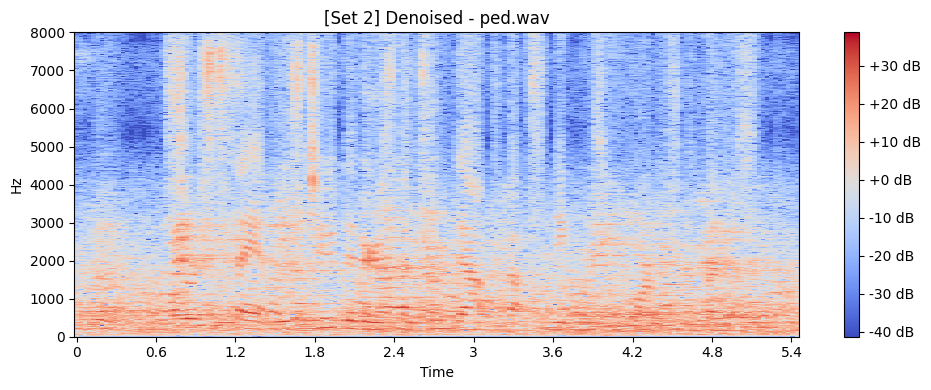 [Set 2] Denoised - ped.wav
8000
7000
6000
5000
4000
3000
2000
1000
0
Hz
0 0.6 1.2 1.8 2.4 3 3.6 4.2 4.8 5.4
Time
+30 dB
+20 dB
+10 dB
+0 dB
-10 dB
-20 dB
-30 dB
-40 dB